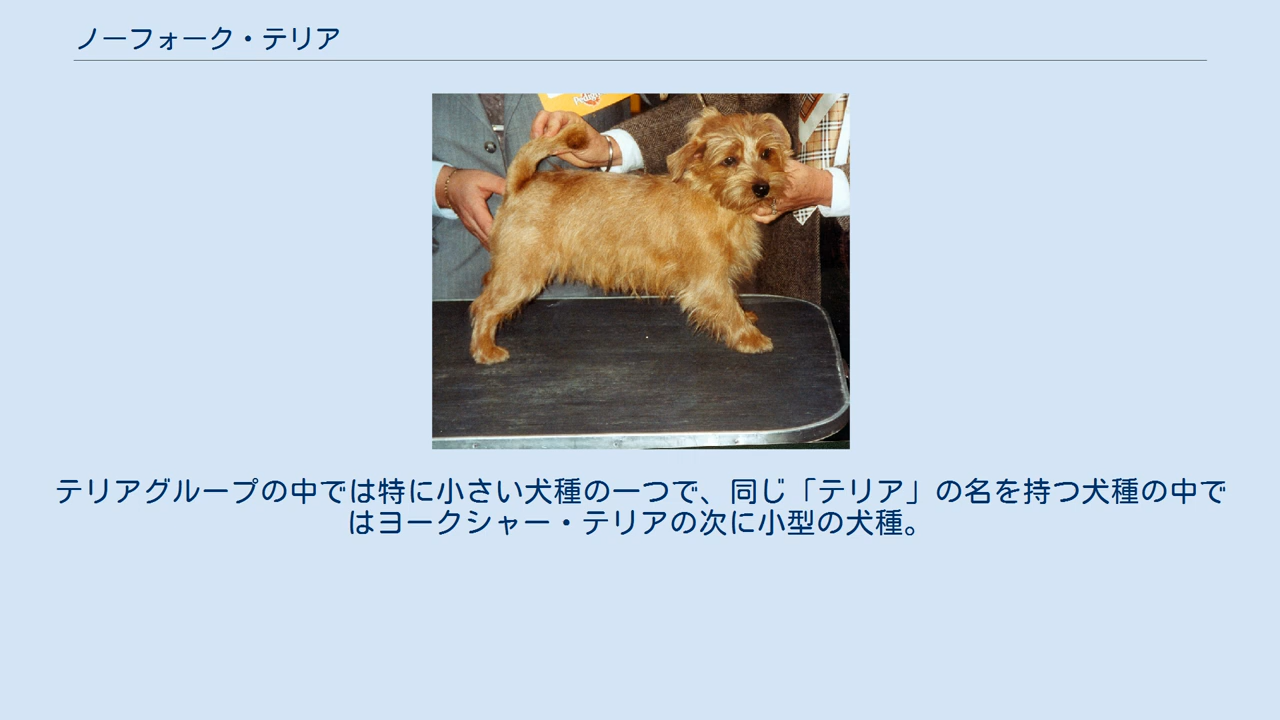 ノーフォーク・テリア
Pedigr
テリアグループの中では特に小さい犬種の一つで、同じ「テリア」の名を持つ犬種の中で
はヨークシャー・テリアの次に小型の犬種。